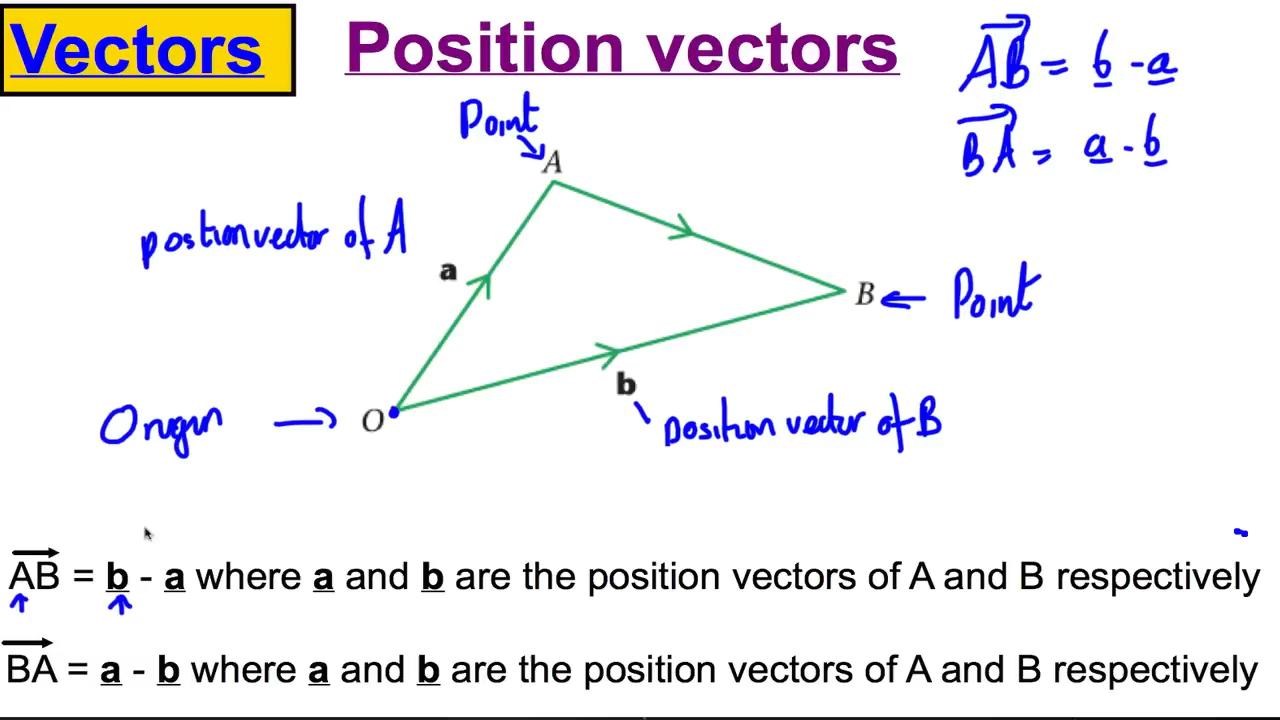 Vectors
Position vectors
AB = b - a
BA = a - b
Point
A
position vector of A
a
B ← Point
b
Origin → O
position vector of B
AB = b - a where a and b are the position vectors of A and B respectively
BA = a - b where a and b are the position vectors of A and B respectively